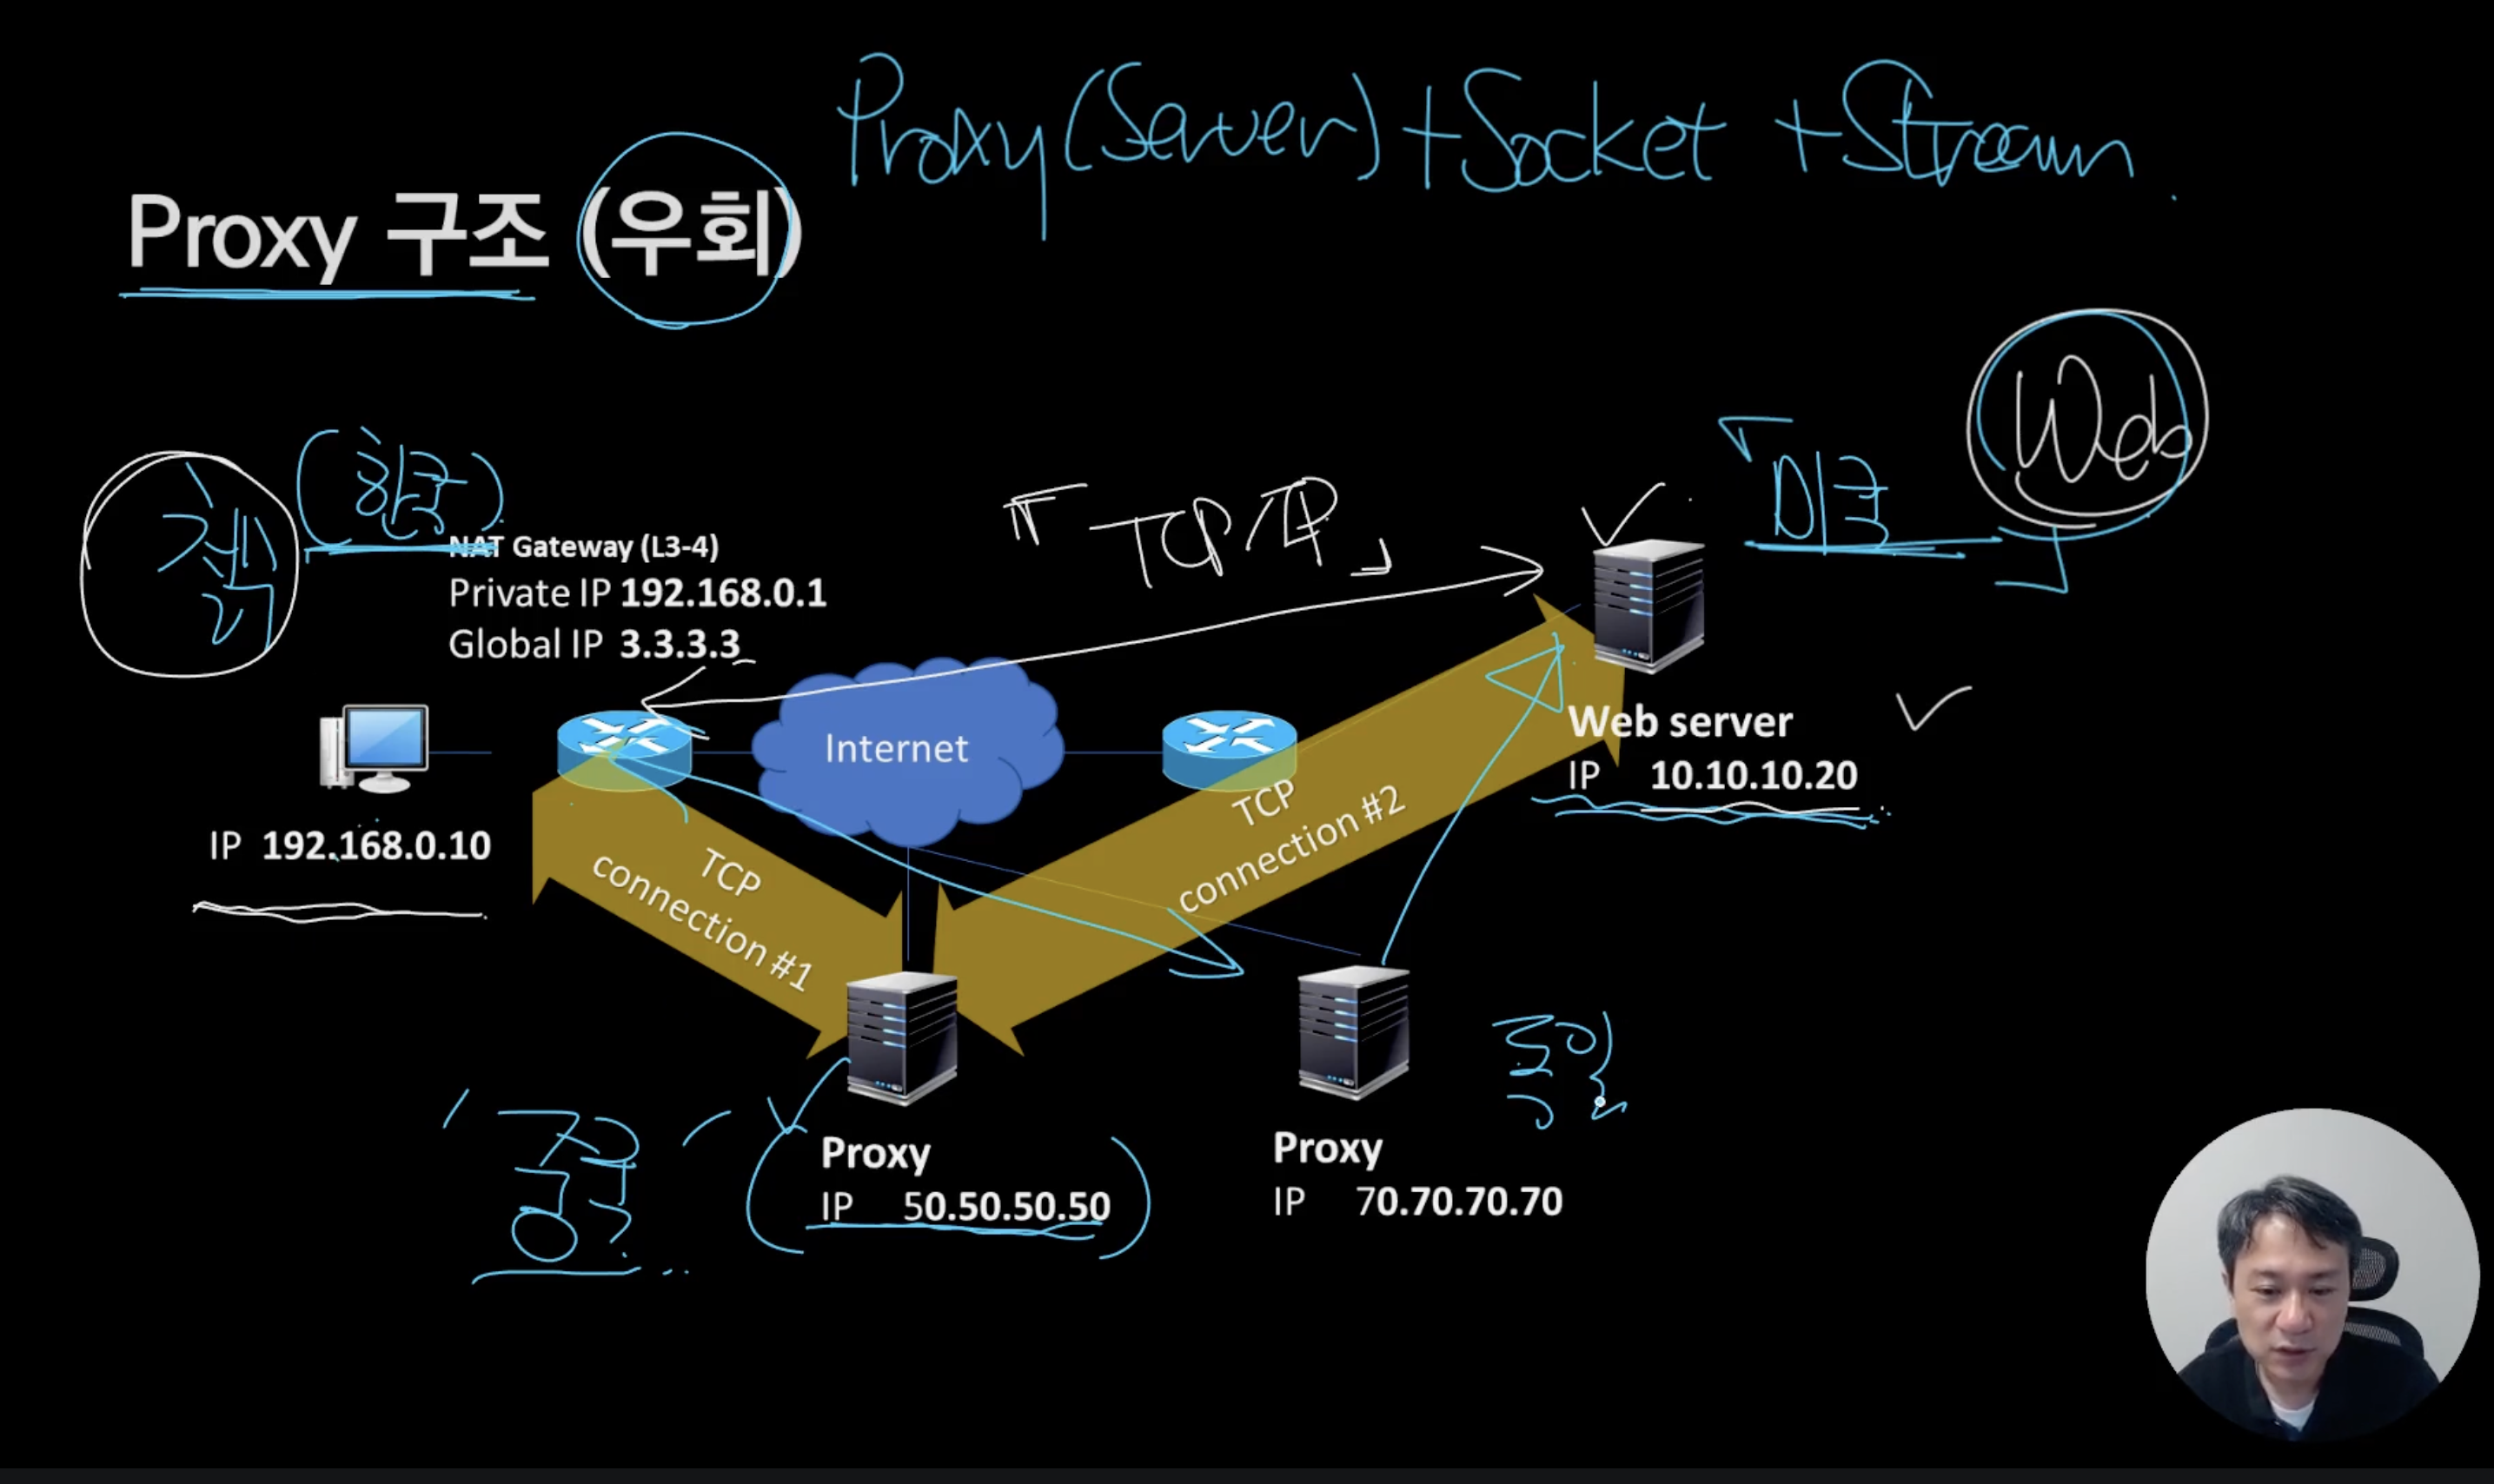 Proxy(Server)+Socket +Stream
Proxy 구조 (우회)
Web
(한국)
미국
『TCP/IP』
NAT Gateway (L3-4)
Private IP 192.168.0.1
Global IP 3.3.3.3
Internet
Web server
IP 10.10.10.20
IP 192.168.0.10
TCP
connection #1
TCP
connection #2
중국
독일
Proxy
IP 50.50.50.50
Proxy
IP 70.70.70.70